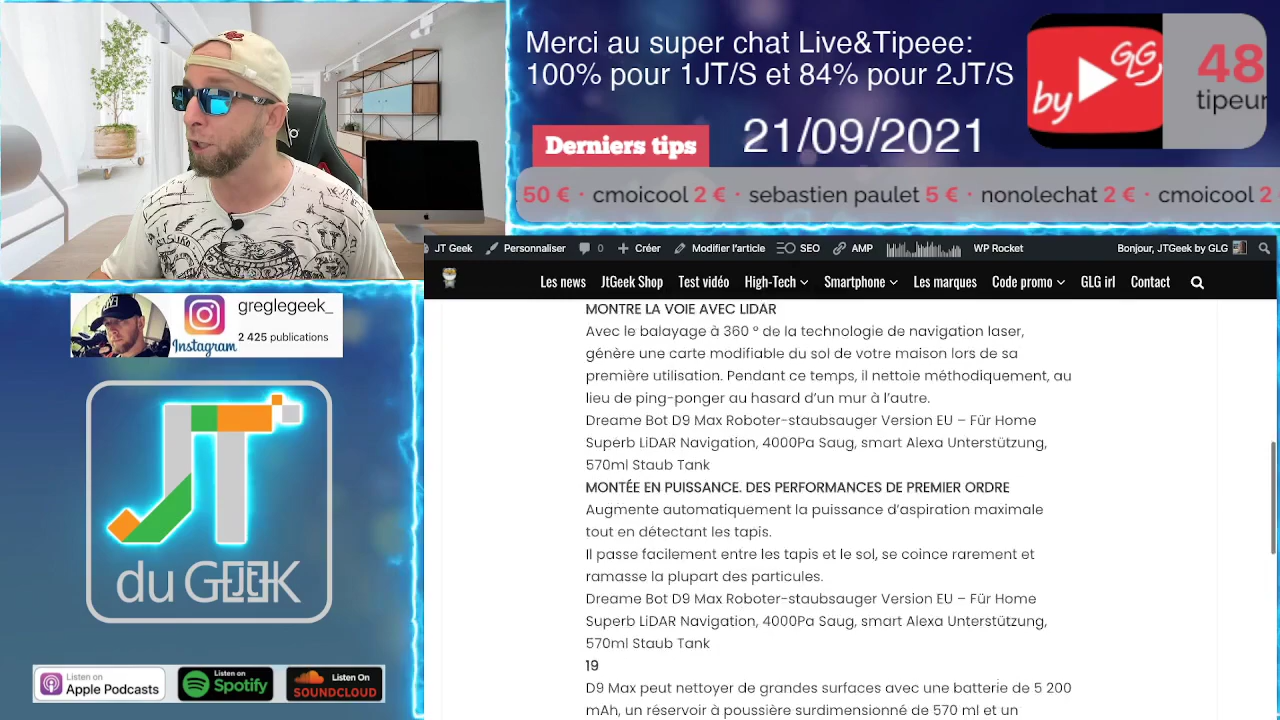 Merci au super chat Live&Tipeee:
100% pour 1JT/S et 84% pour 2JT/S
by
GLG
48
tipeur
Derniers tips
21/09/2021
50 € · cmoicool 2 € · sebastien paulet 5 € · nonolechat 2 € · cmoicool 2
JT Geek Personnaliser 0 Créer Modifier l'article SEO AMP WP Rocket Bonjour, JTGeek by GLG
Les news JtGeek Shop Test vidéo High-Tech Smartphone Les marques Code promo GLG irl Contact
greglegeek_
2 425 publications
Instagram
JT
du GEEK
Listen on
Apple Podcasts
Listen on
Spotify
Listen On
SOUNDCLOUD
MONTRE LA VOIE AVEC LIDAR
Avec le balayage à 360 ° de la technologie de navigation laser,
génère une carte modifiable du sol de votre maison lors de sa
première utilisation. Pendant ce temps, il nettoie méthodiquement, au
lieu de ping-ponger au hasard d'un mur à l'autre.
Dreame Bot D9 Max Roboter-staubsauger Version EU – Für Home
Superb LiDAR Navigation, 4000Pa Saug, smart Alexa Unterstützung,
570ml Staub Tank
MONTÉE EN PUISSANCE. DES PERFORMANCES DE PREMIER ORDRE
Augmente automatiquement la puissance d'aspiration maximale
tout en détectant les tapis.
Il passe facilement entre les tapis et le sol, se coince rarement et
ramasse la plupart des particules.
Dreame Bot D9 Max Roboter-staubsauger Version EU – Für Home
Superb LiDAR Navigation, 4000Pa Saug, smart Alexa Unterstützung,
570ml Staub Tank
19
D9 Max peut nettoyer de grandes surfaces avec une batterie de 5 200
mAh, un réservoir à poussière surdimensionné de 570 ml et un